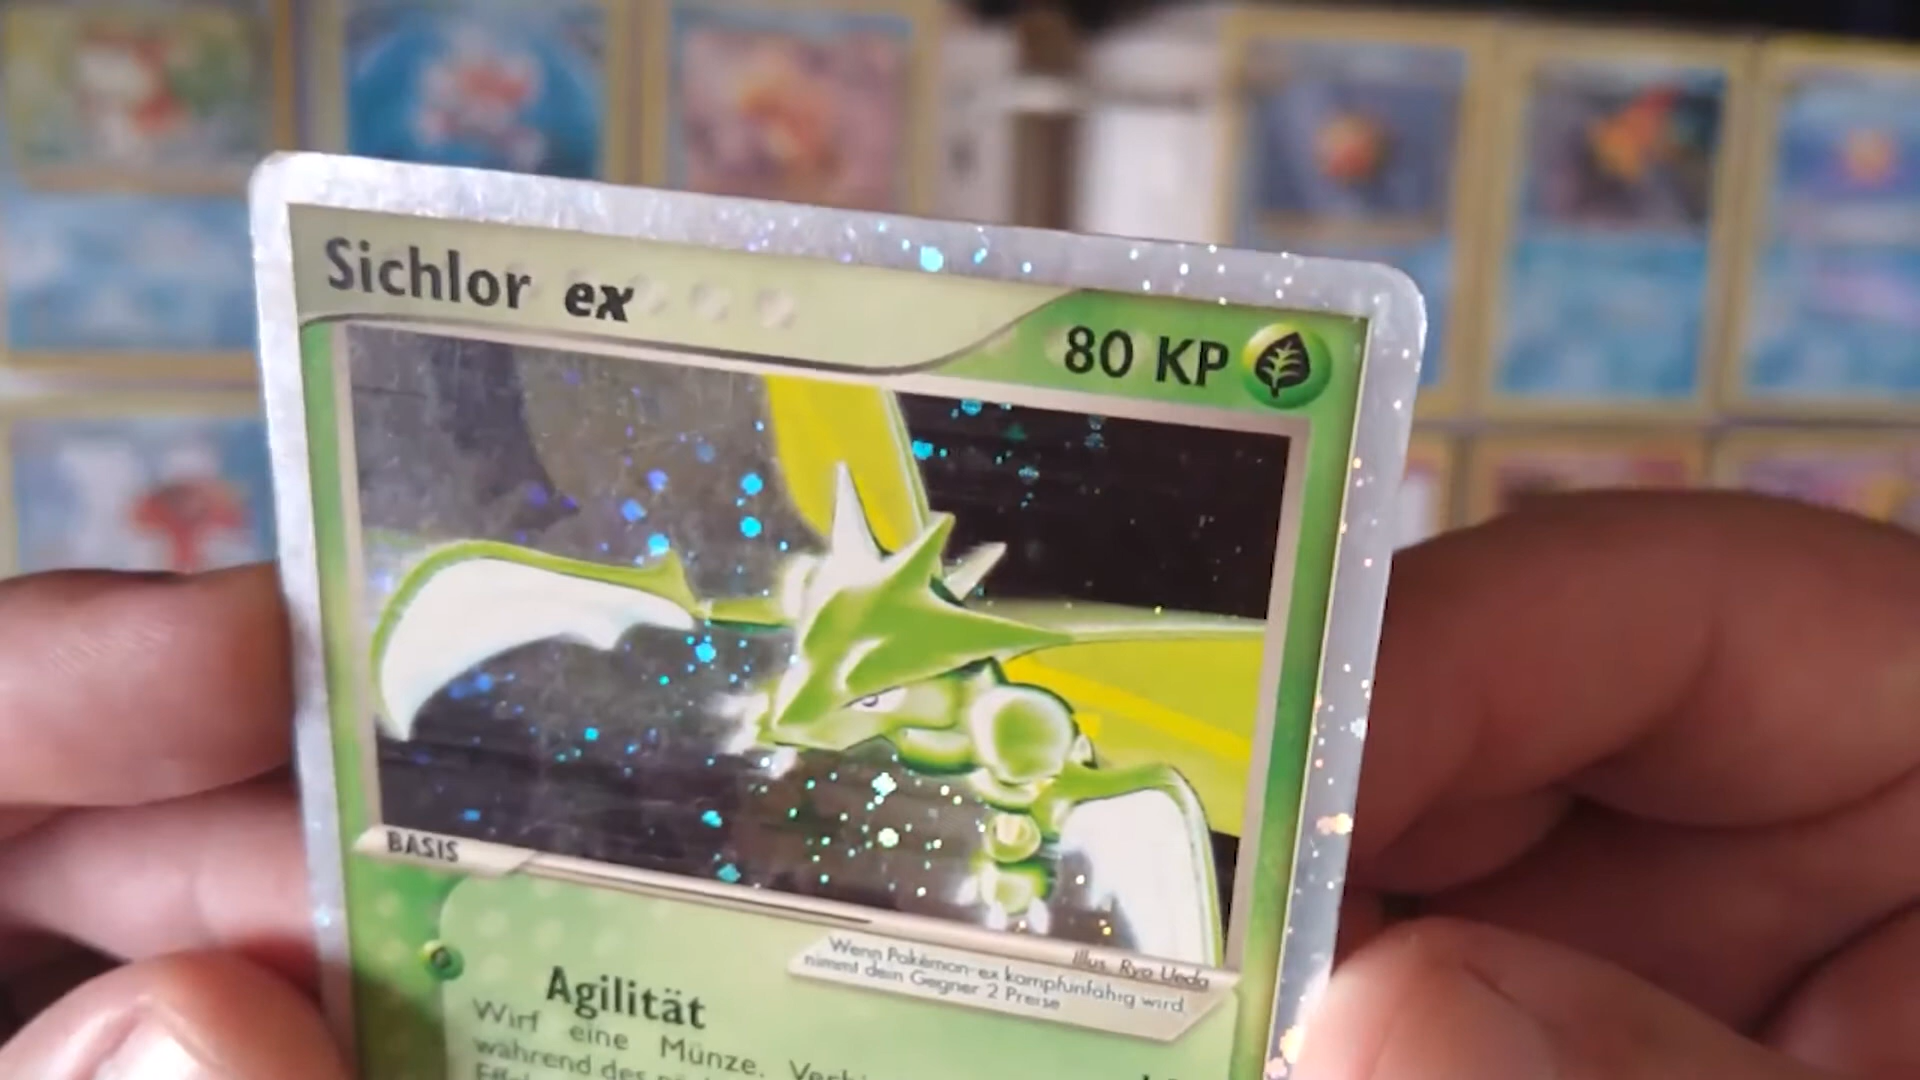 Sichlor ex
80 KP
BASIS
Illus. Ryo Ueda
Wenn Pokémon-ex kampfunfähig wird,
nimmt dein Gegner 2 Preise
Agilität
Wirf eine Münze.
während des